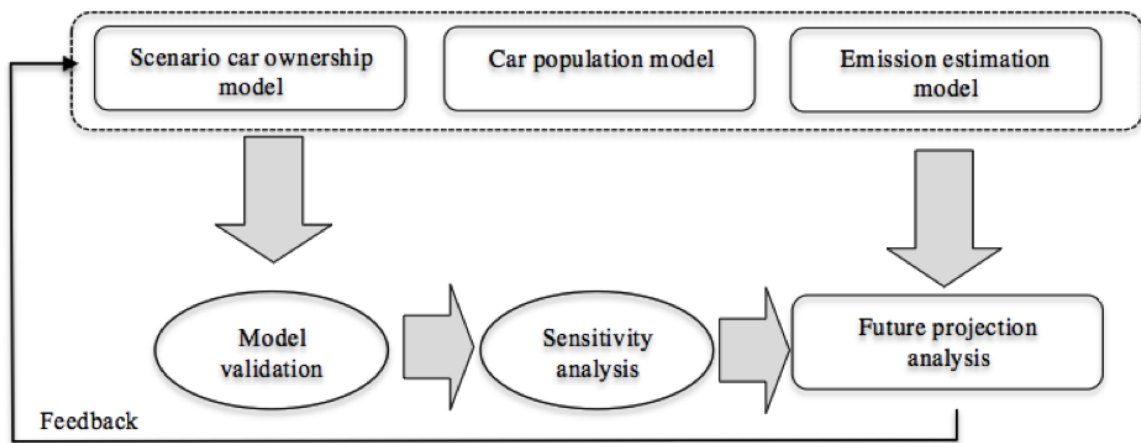 Scenario car ownership
model
Car population model
Emission estimation
model
Model
validation
Sensitivity
analysis
Future projection
analysis
Feedback